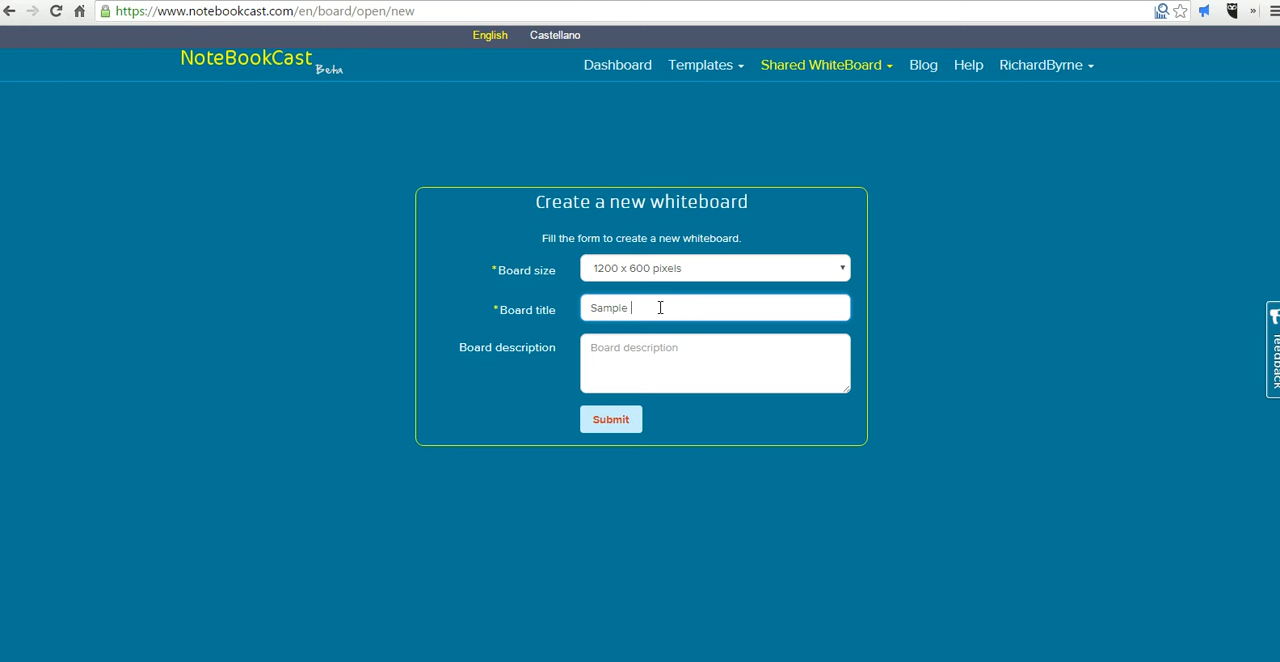 https://www.notebookcast.com/en/board/open/new
»
English Castellano
NoteBookCast Beta
Dashboard Templates Shared WhiteBoard Blog Help RichardByrne
Create a new whiteboard
Fill the form to create a new whiteboard.
*Board size 1200 x 600 pixels
*Board title Sample
Board description Board description
Submit
feedback